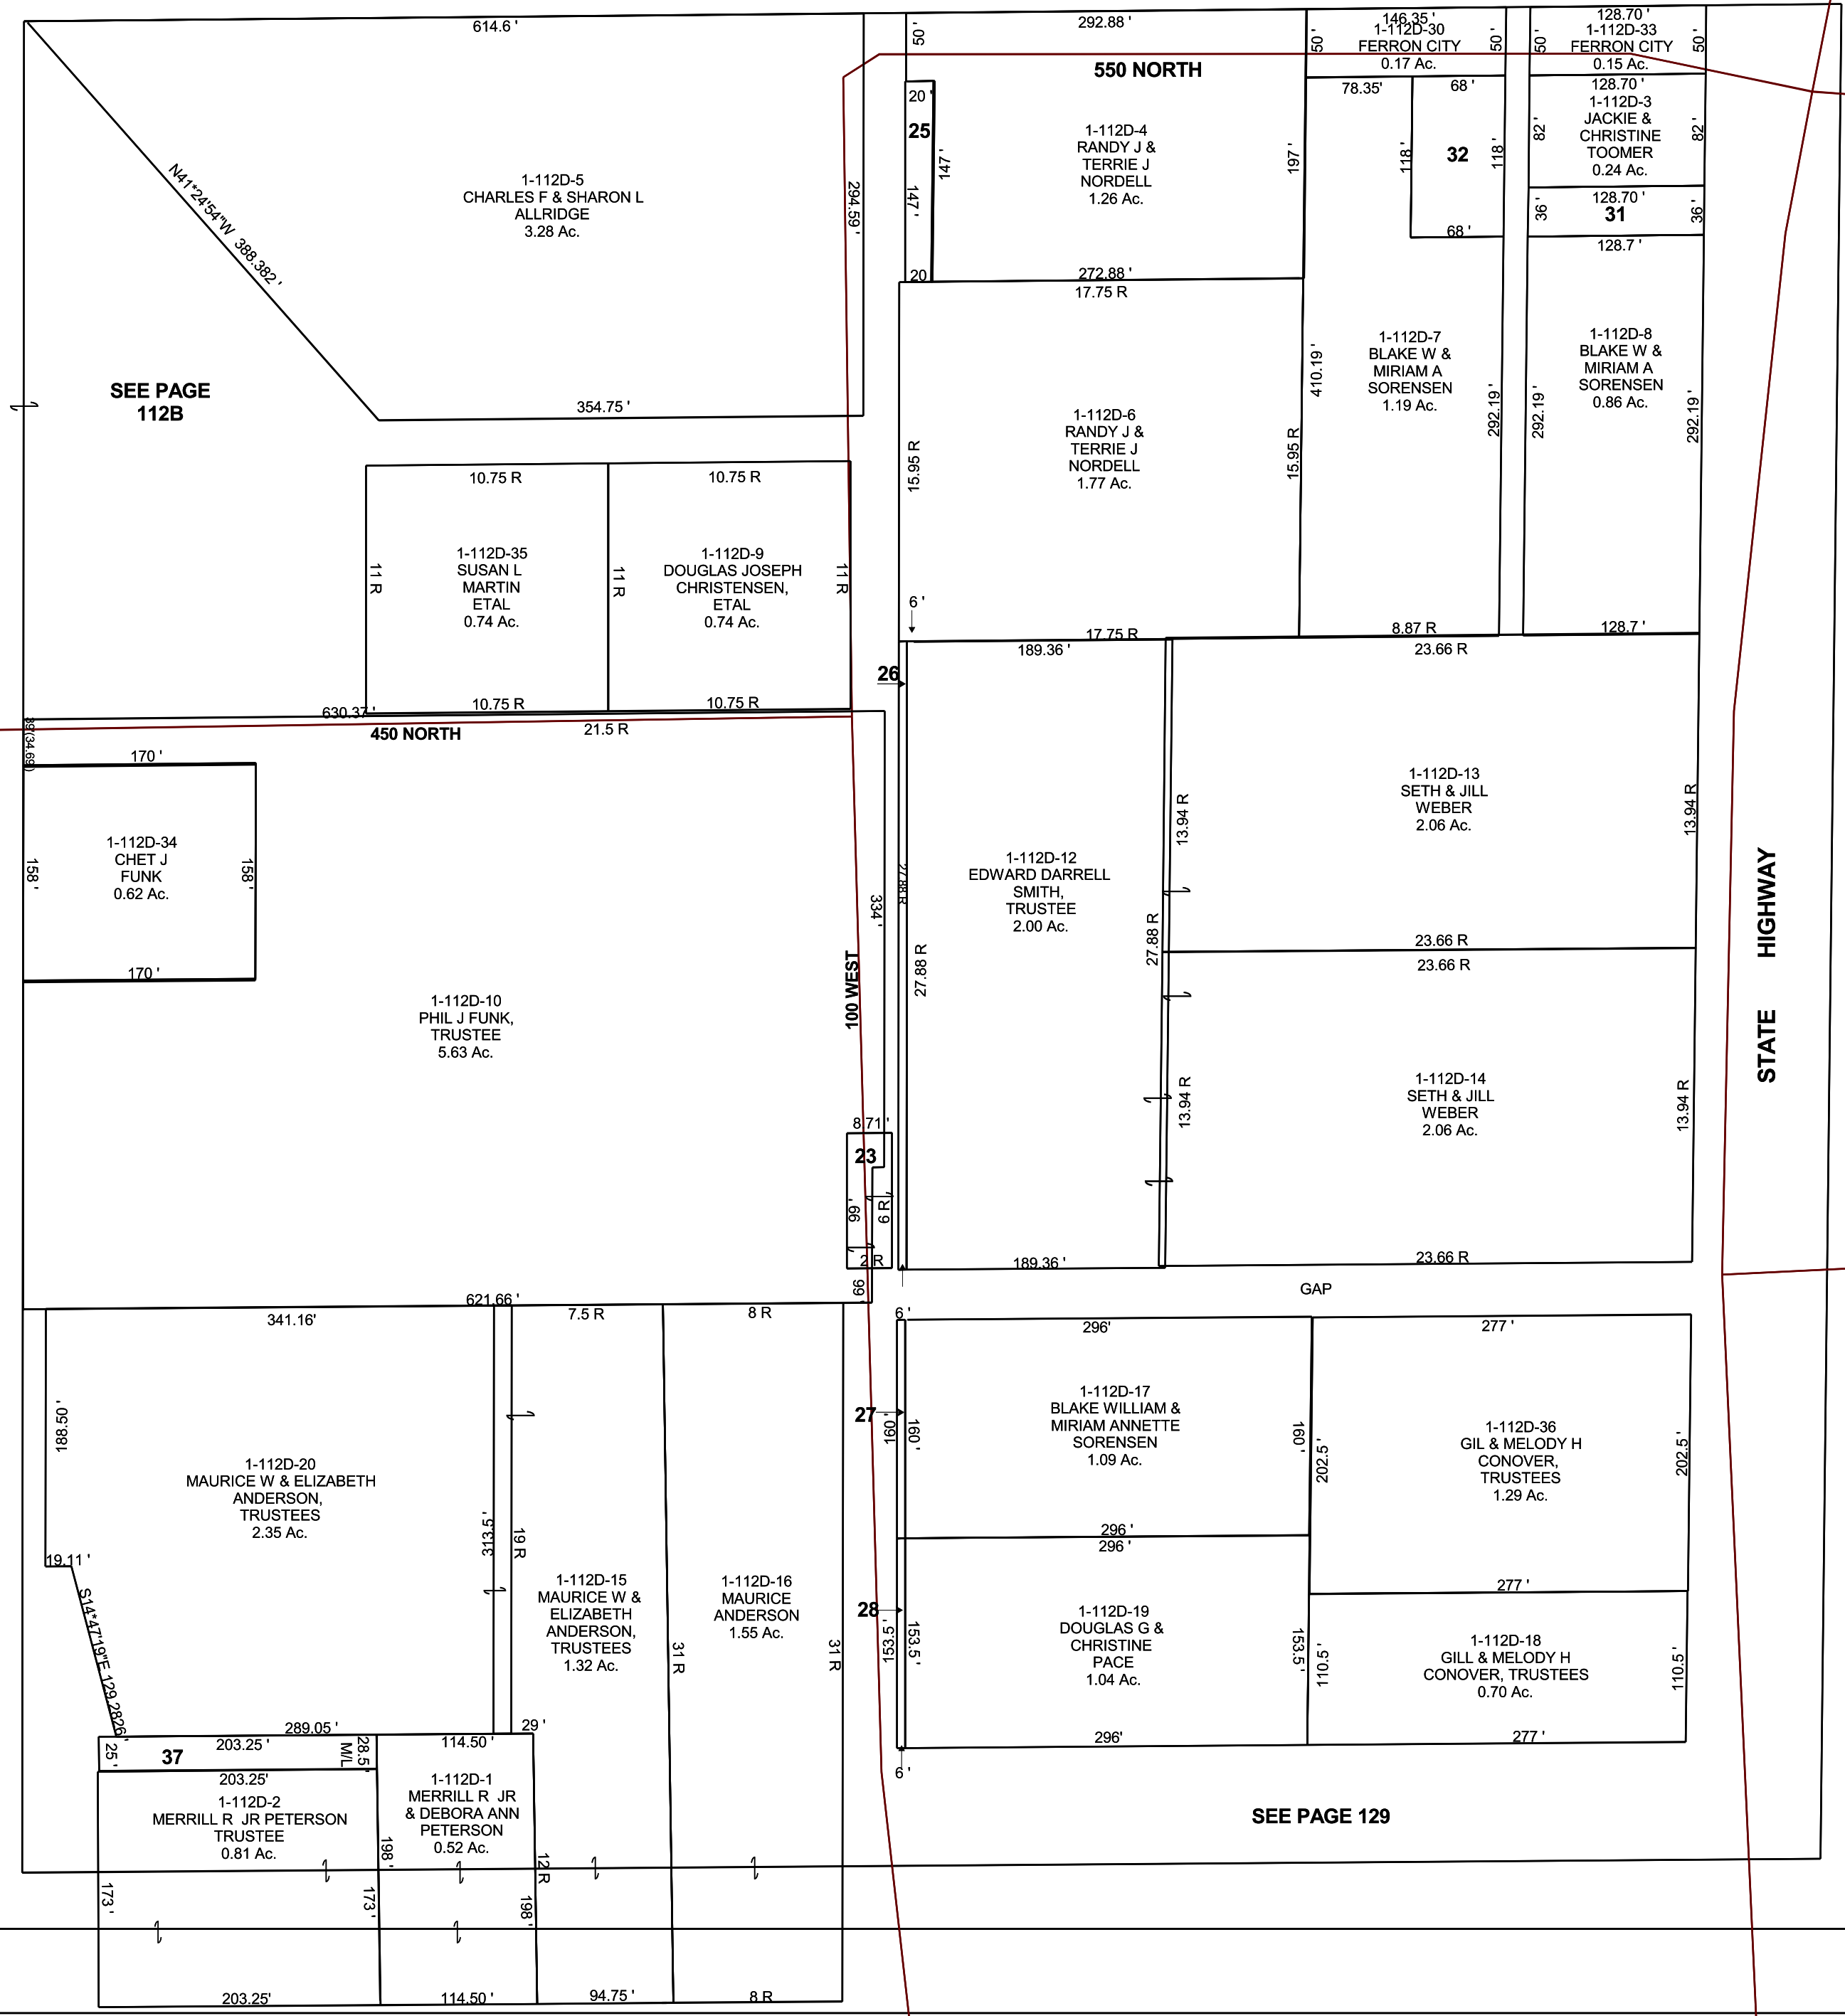 614.6 '
292.88 '
146.35'
128.70 '
50 '
50 '
50 '
50 '
50 '
1-112D-30
FERRON CITY
0.17 Ac.
1-112D-33
FERRON CITY
0.15 Ac.
550 NORTH
78.35'
68 '
128.70 '
20 '
25
147 '
147 '
1-112D-4
RANDY J &
TERRIE J
NORDELL
1.26 Ac.
197 '
118 '
32
118 '
68 '
82 '
1-112D-3
JACKIE &
CHRISTINE
TOOMER
0.24 Ac.
82 '
128.70 '
36 '
31
36 '
128.7 '
N41*24'54"W  388.382 '
1-112D-5
CHARLES F & SHARON L
ALLRIDGE
3.28 Ac.
294.59 '
354.75 '
20
272.88 '
17.75 R
SEE PAGE
112B
15.95 R
1-112D-6
RANDY J &
TERRIE J
NORDELL
1.77 Ac.
15.95 R
410.19 '
1-112D-7
BLAKE W &
MIRIAM A
SORENSEN
1.19 Ac.
292.19 '
292.19 '
1-112D-8
BLAKE W &
MIRIAM A
SORENSEN
0.86 Ac.
292.19 '
10.75 R
10.75 R
11 R
1-112D-35
SUSAN L
MARTIN
ETAL
0.74 Ac.
11 R
1-112D-9
DOUGLAS JOSEPH
CHRISTENSEN,
ETAL
0.74 Ac.
11 R
10.75 R
10.75 R
6 '
17.75 R
8.87 R
128.7 '
189.36 '
23.66 R
26
630.37 '
39'(34.69)
450 NORTH
21.5 R
170 '
158 '
1-112D-34
CHET J
FUNK
0.62 Ac.
158 '
170 '
1-112D-10
PHIL J FUNK,
TRUSTEE
5.63 Ac.
334 '
100 WEST
27.88 R
27.88 R
1-112D-12
EDWARD DARRELL
SMITH,
TRUSTEE
2.00 Ac.
27.88 R
13.94 R
1-112D-13
SETH & JILL
WEBER
2.06 Ac.
13.94 R
23.66 R
23.66 R
13.94 R
1-112D-14
SETH & JILL
WEBER
2.06 Ac.
13.94 R
STATE HIGHWAY
8.71 '
23
66 '
6 R
2 R
66 '
189.36 '
23.66 R
GAP
621.66 '
341.16'
7.5 R
8 R
6 '
296'
277 '
188.50 '
1-112D-20
MAURICE W & ELIZABETH
ANDERSON,
TRUSTEES
2.35 Ac.
19.11 '
S14*47'19"E 129.2826 '
313.5 '
19 R
1-112D-15
MAURICE W &
ELIZABETH
ANDERSON,
TRUSTEES
1.32 Ac.
31 R
1-112D-16
MAURICE
ANDERSON
1.55 Ac.
31 R
27
160 '
160 '
1-112D-17
BLAKE WILLIAM &
MIRIAM ANNETTE
SORENSEN
1.09 Ac.
160 '
202.5 '
1-112D-36
GIL & MELODY H
CONOVER,
TRUSTEES
1.29 Ac.
202.5 '
296 '
296 '
277 '
28
153.5 '
153.5 '
1-112D-19
DOUGLAS G &
CHRISTINE
PACE
1.04 Ac.
153.5 '
110.5 '
1-112D-18
GILL & MELODY H
CONOVER, TRUSTEES
0.70 Ac.
110.5 '
296'
277 '
6 '
289.05 '
29 '
25 '
37
203.25 '
28.5 '
M/L
114.50 '
203.25'
1-112D-2
MERRILL R  JR PETERSON
TRUSTEE
0.81 Ac.
1-112D-1
MERRILL R  JR
& DEBORA ANN
PETERSON
0.52 Ac.
SEE PAGE 129
198 '
12 R
173 '
173 '
198 '
203.25'
114.50 '
94.75 '
8 R